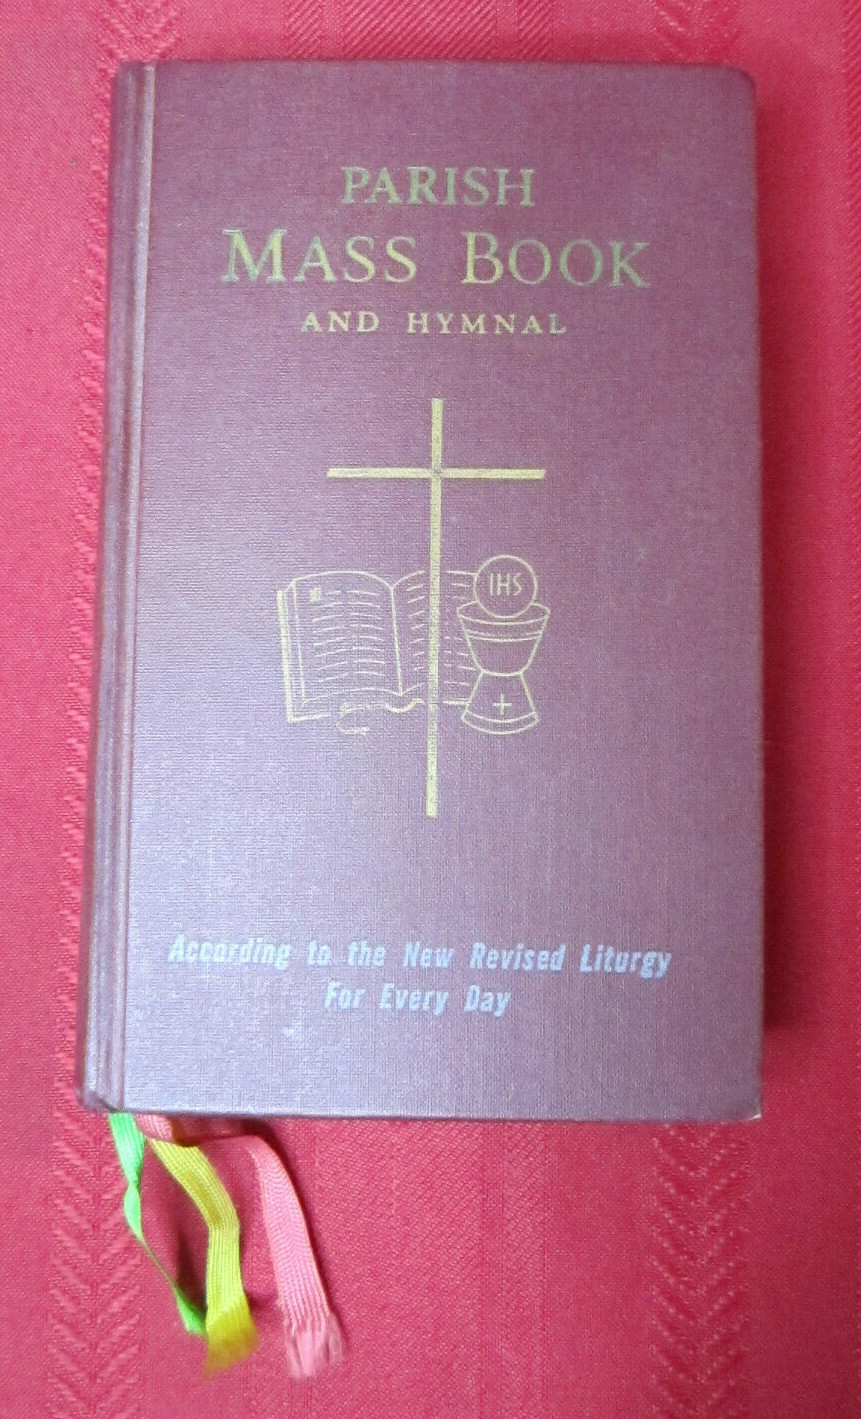 PARISH
MASS BOOK
AND HYMNAL
IHS
According to the New Revised Liturgy
For Every Day